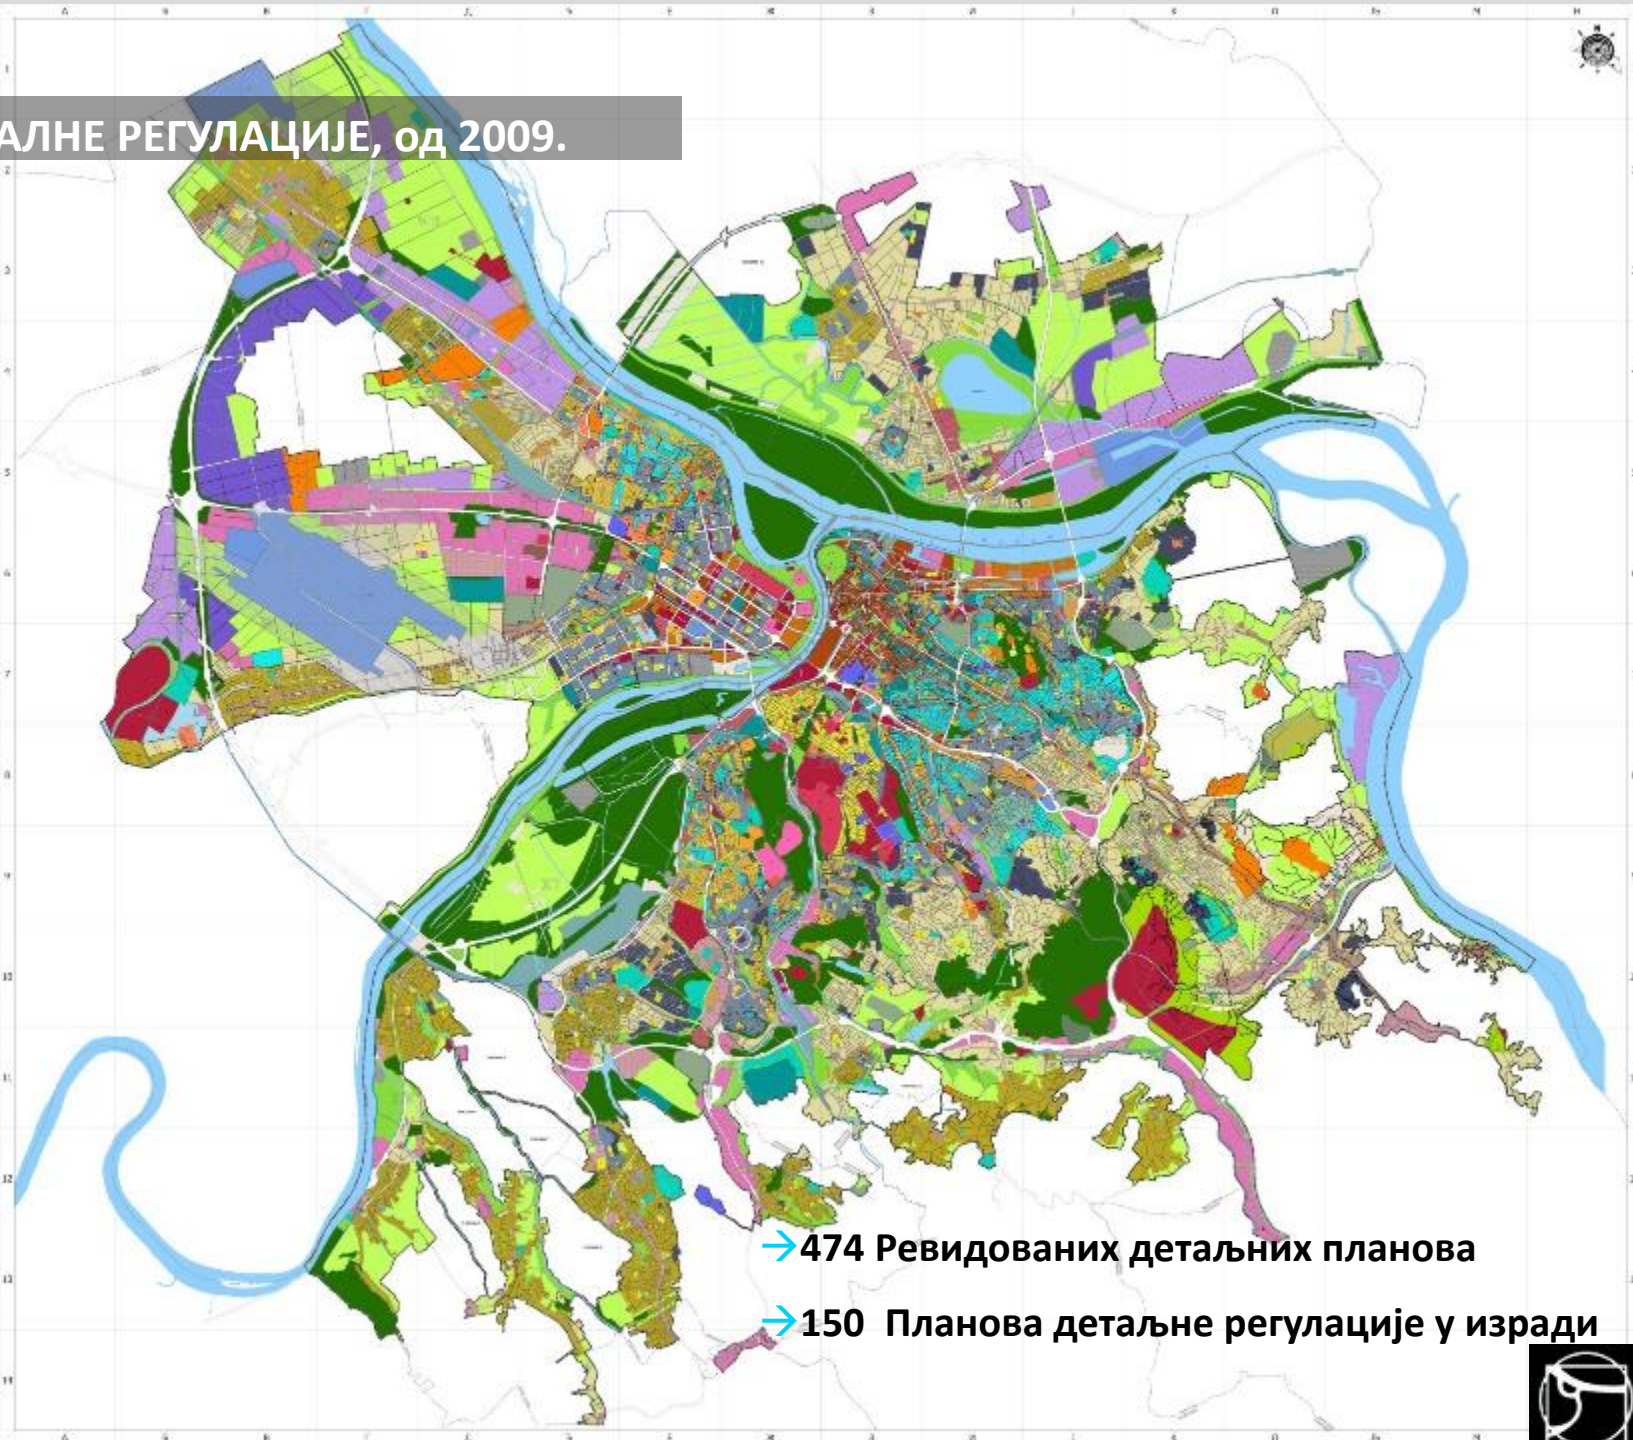 АЛНЕ РЕГУЛАЦИЈЕ, од 2009.
→474 Ревидованих детаљних планова
→150 Планова детаљне регулације у изради